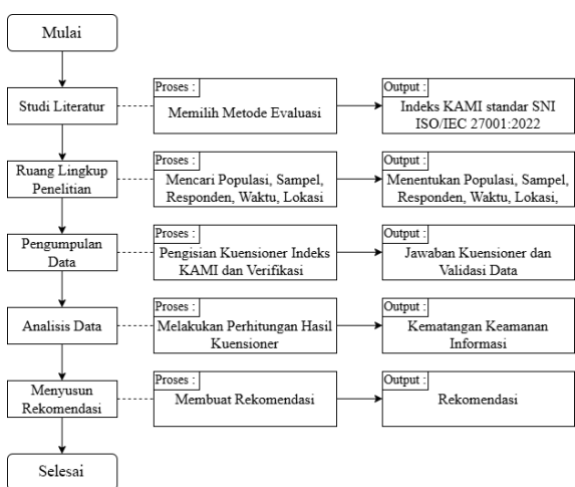 Mulai
Studi Literatur
Proses :
Memilih Metode Evaluasi
Output :
Indeks KAMI standar SNI
ISO/IEC 27001:2022
Ruang Lingkup
Penelitian
Proses :
Mencari Populasi, Sampel,
Responden, Waktu, Lokasi
Output :
Menentukan Populasi, Sampel,
Responden, Waktu, Lokasi,
Pengumpulan
Data
Proses :
Pengisian Kuensioner Indeks
KAMI dan Verifikasi
Output :
Jawaban Kuensioner dan
Validasi Data
Analisis Data
Proses :
Melakukan Perhitungan Hasil
Kuensioner
Output :
Kematangan Keamanan
Informasi
Menyusun
Rekomendasi
Proses :
Membuat Rekomendasi
Output :
Rekomendasi
Selesai